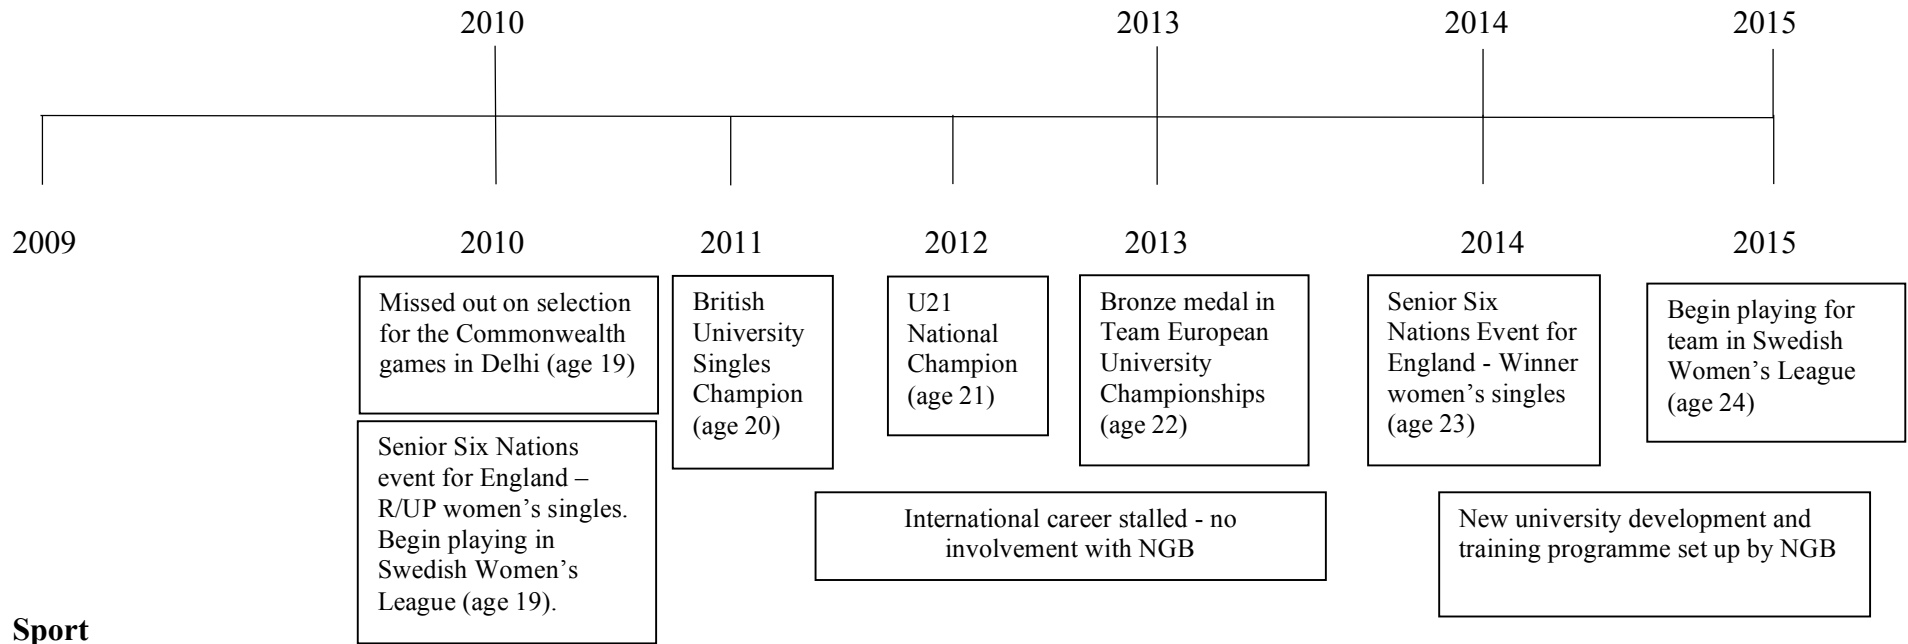 2010
2013
2014
2015
2009
2010
2011
2012
2013
2014
2015
Missed out on selection
for the Commonwealth
games in Delhi (age 19)
Senior Six Nations
event for England –
R/UP women's singles.
Begin playing in
Swedish Women's
League (age 19).
British
University
Singles
Champion
(age 20)
U21
National
Champion
(age 21)
Bronze medal in
Team European
University
Championships
(age 22)
Senior Six
Nations Event for
England - Winner
women's singles
(age 23)
Begin playing for
team in Swedish
Women's League
(age 24)
International career stalled - no
involvement with NGB
New university development and
training programme set up by NGB
Sport